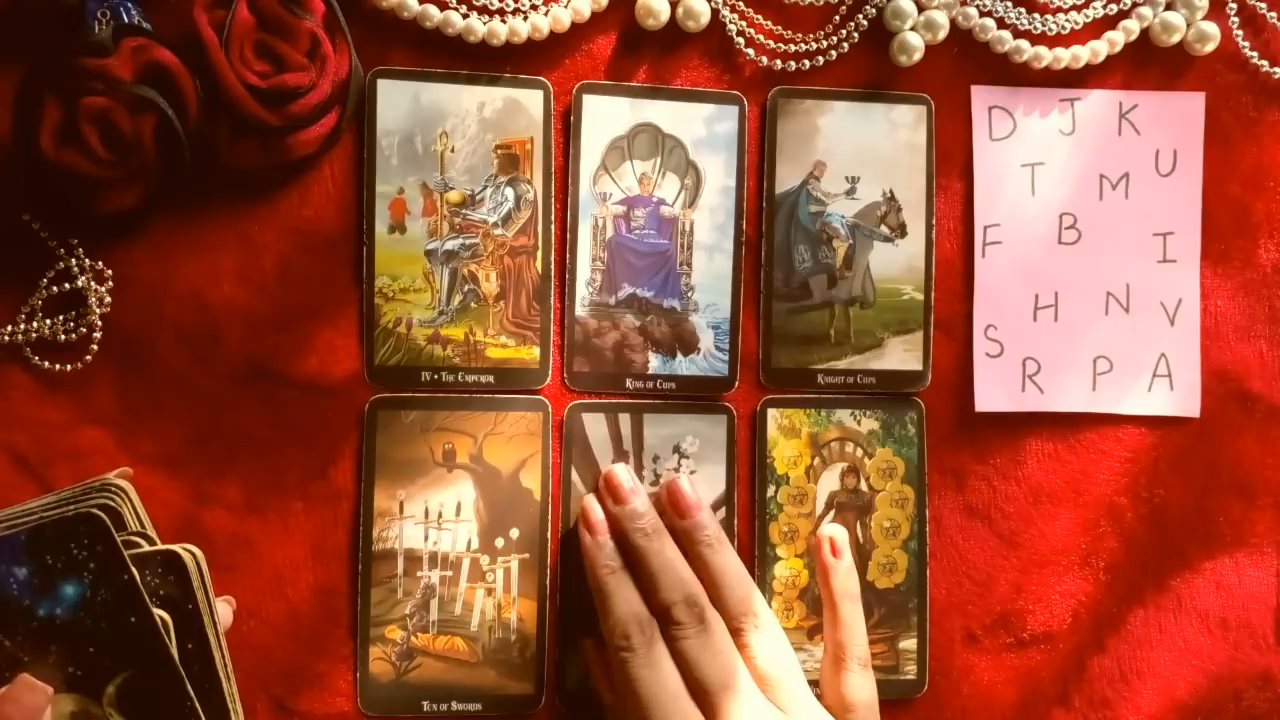 IV • The Emperor
King of Cups
Knight of Cups
Ten of Swords
D J K
T M U
F B I
H N V
S
R P A